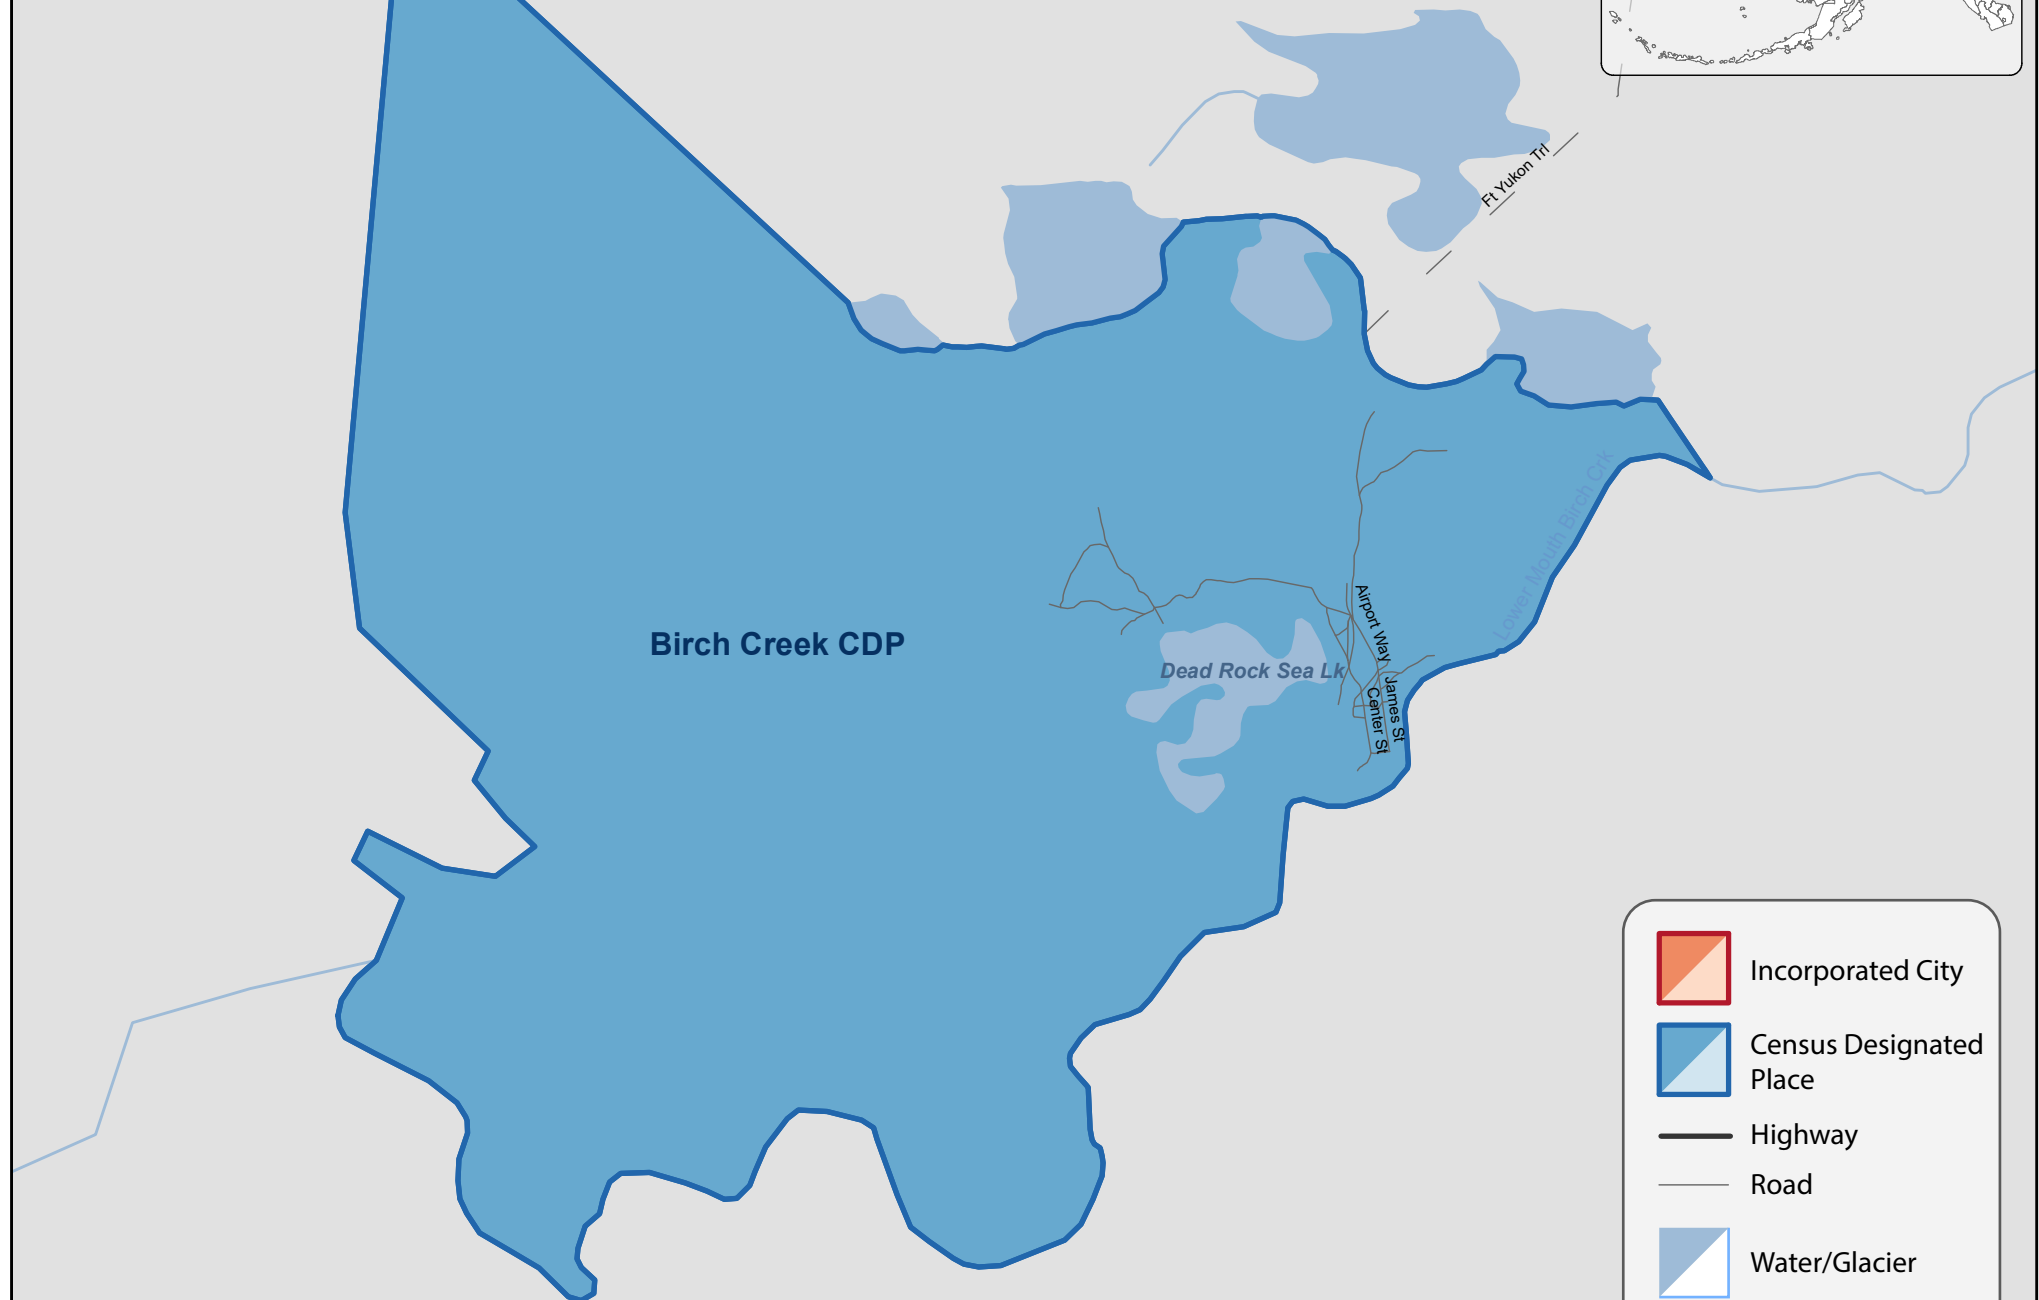 Ft Yukon Trl
Lower Mouth Birch Crk
Airport Way
Birch Creek CDP
Dead Rock Sea Lk
James St
Center St
Incorporated City
Census Designated
Place
Highway
Road
Water/Glacier